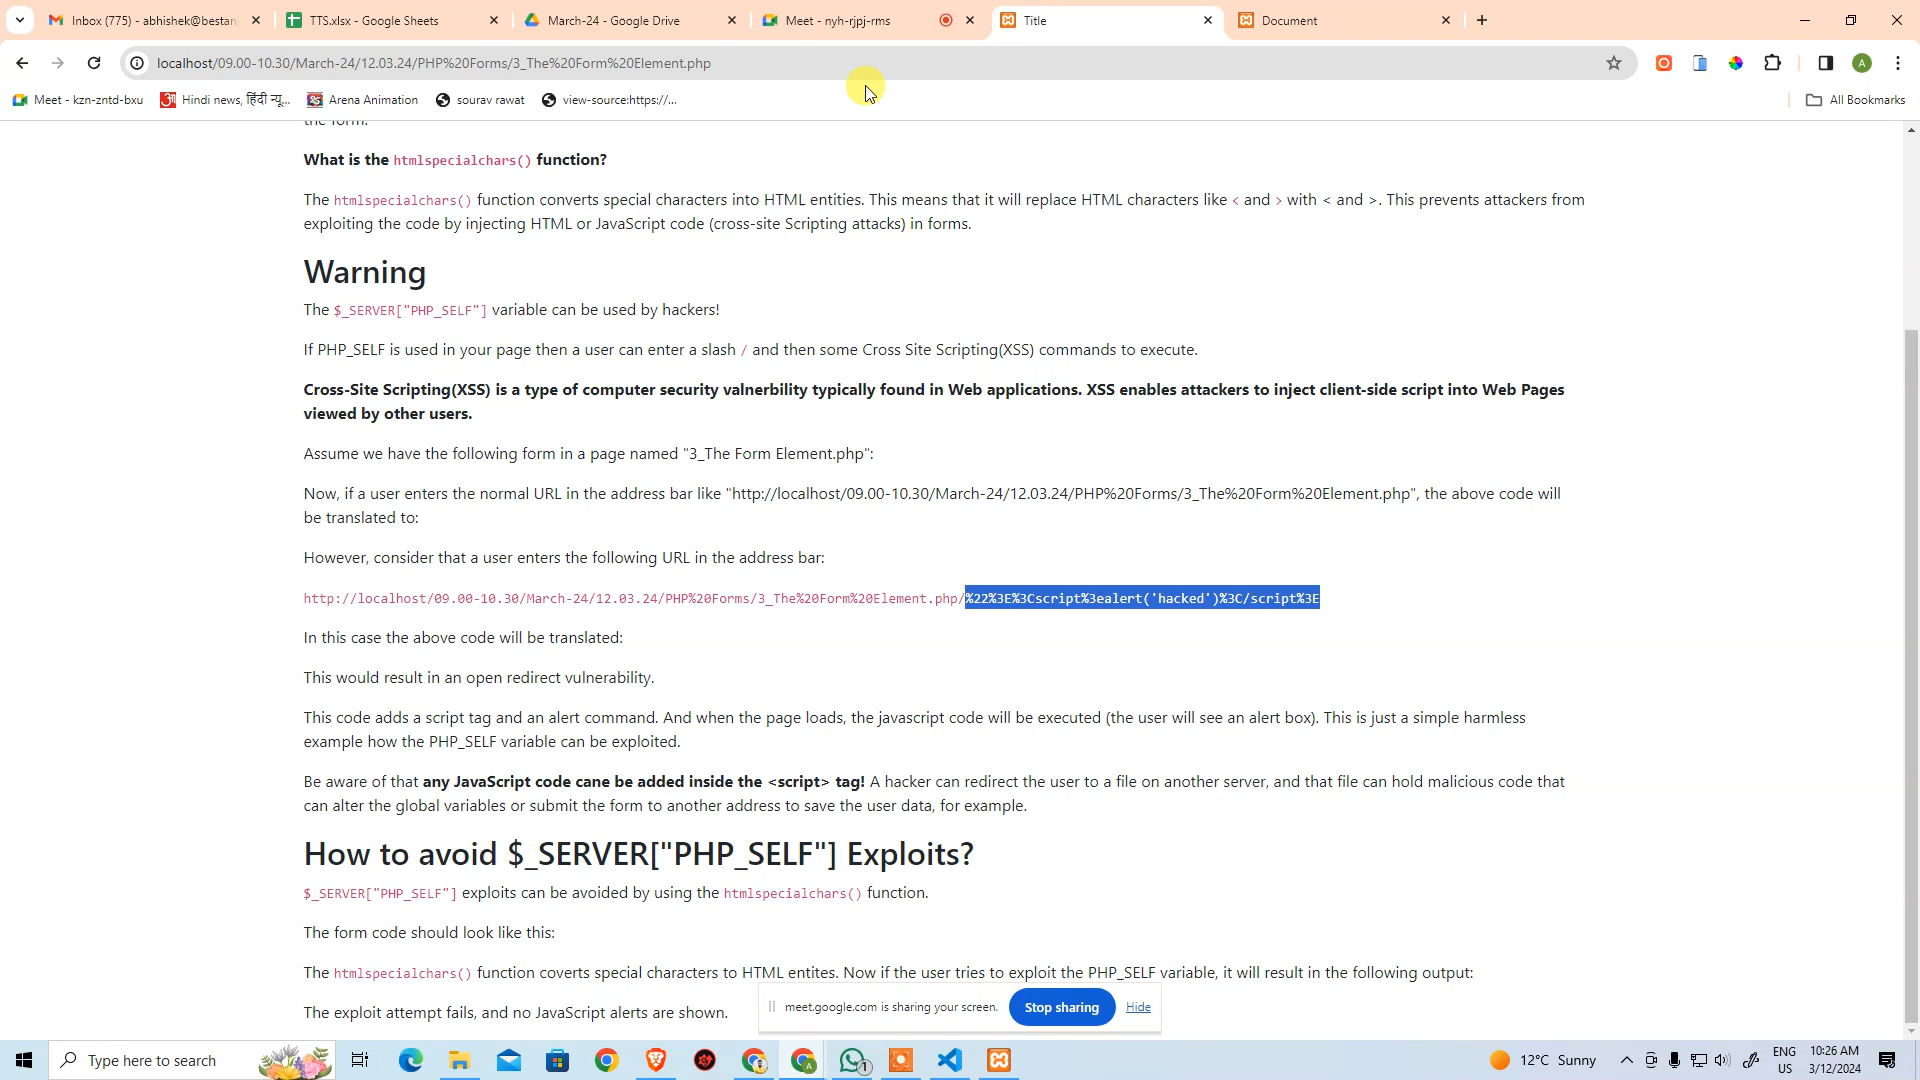 Inbox (775) - abhishek@bestan
TTS.xlsx - Google Sheets
March-24 - Google Drive
Meet - nyh-rjpj-rms
Title
Document
localhost/09.00-10.30/March-24/12.03.24/PHP%20Forms/3_The%20Form%20Element.php
A
Meet - kzn-zntd-bxu
Hindi news, हिंदी न्यू...
Arena Animation
sourav rawat
view-source:https://...
All Bookmarks
the form.
What is the htmlspecialchars() function?
The htmlspecialchars() function converts special characters into HTML entities. This means that it will replace HTML characters like < and > with < and >. This prevents attackers from
exploiting the code by injecting HTML or JavaScript code (cross-site Scripting attacks) in forms.
Warning
The $_SERVER["PHP_SELF"] variable can be used by hackers!
If PHP_SELF is used in your page then a user can enter a slash / and then some Cross Site Scripting(XSS) commands to execute.
Cross-Site Scripting(XSS) is a type of computer security valnerbility typically found in Web applications. XSS enables attackers to inject client-side script into Web Pages
viewed by other users.
Assume we have the following form in a page named "3_The Form Element.php":
Now, if a user enters the normal URL in the address bar like "http://localhost/09.00-10.30/March-24/12.03.24/PHP%20Forms/3_The%20Form%20Element.php", the above code will
be translated to:
However, consider that a user enters the following URL in the address bar:
http://localhost/09.00-10.30/March-24/12.03.24/PHP%20Forms/3_The%20Form%20Element.php/%22%3E%3Cscript%3ealert('hacked')%3C/script%3E
In this case the above code will be translated:
This would result in an open redirect vulnerability.
This code adds a script tag and an alert command. And when the page loads, the javascript code will be executed (the user will see an alert box). This is just a simple harmless
example how the PHP_SELF variable can be exploited.
Be aware of that any JavaScript code cane be added inside the <script> tag! A hacker can redirect the user to a file on another server, and that file can hold malicious code that
can alter the global variables or submit the form to another address to save the user data, for example.
How to avoid $_SERVER["PHP_SELF"] Exploits?
$_SERVER["PHP_SELF"] exploits can be avoided by using the htmlspecialchars() function.
The form code should look like this:
The htmlspecialchars() function coverts special characters to HTML entites. Now if the user tries to exploit the PHP_SELF variable, it will result in the following output:
The exploit attempt fails, and no JavaScript alerts are shown.
meet.google.com is sharing your screen.
Stop sharing
Hide
Type here to search
1
12°C Sunny
ENG
US
10:26 AM
3/12/2024